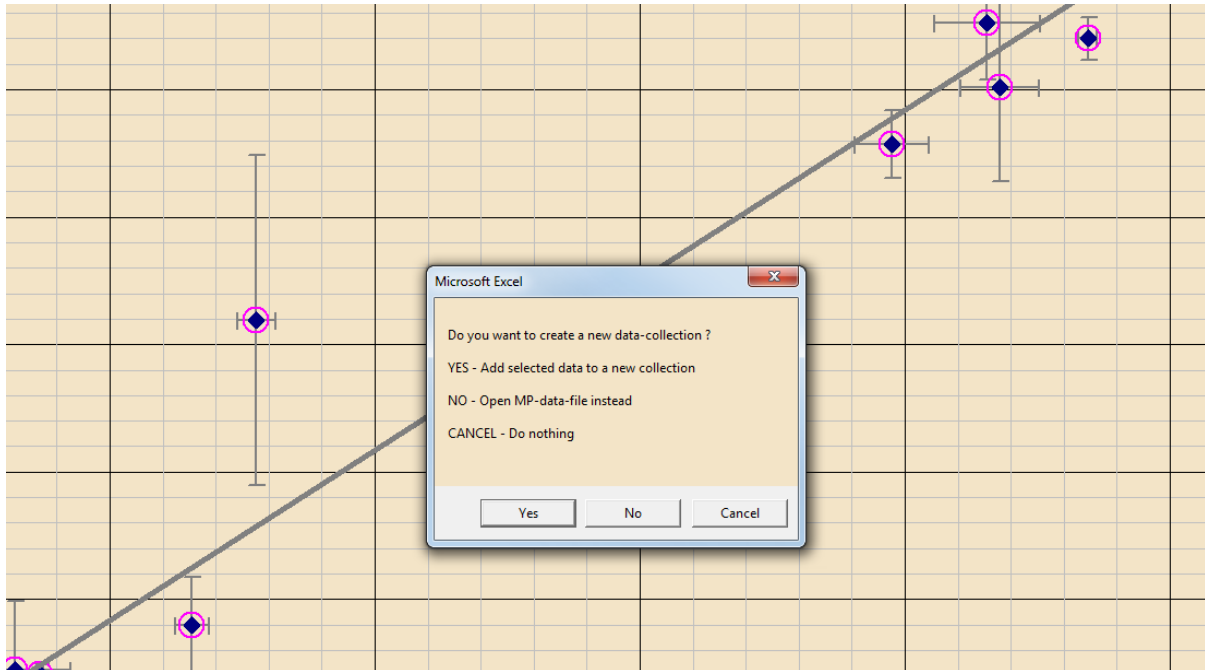 Microsoft Excel
Do you want to create a new data-collection ?
YES - Add selected data to a new collection
NO - Open MP-data-file instead
CANCEL - Do nothing
Yes No Cancel